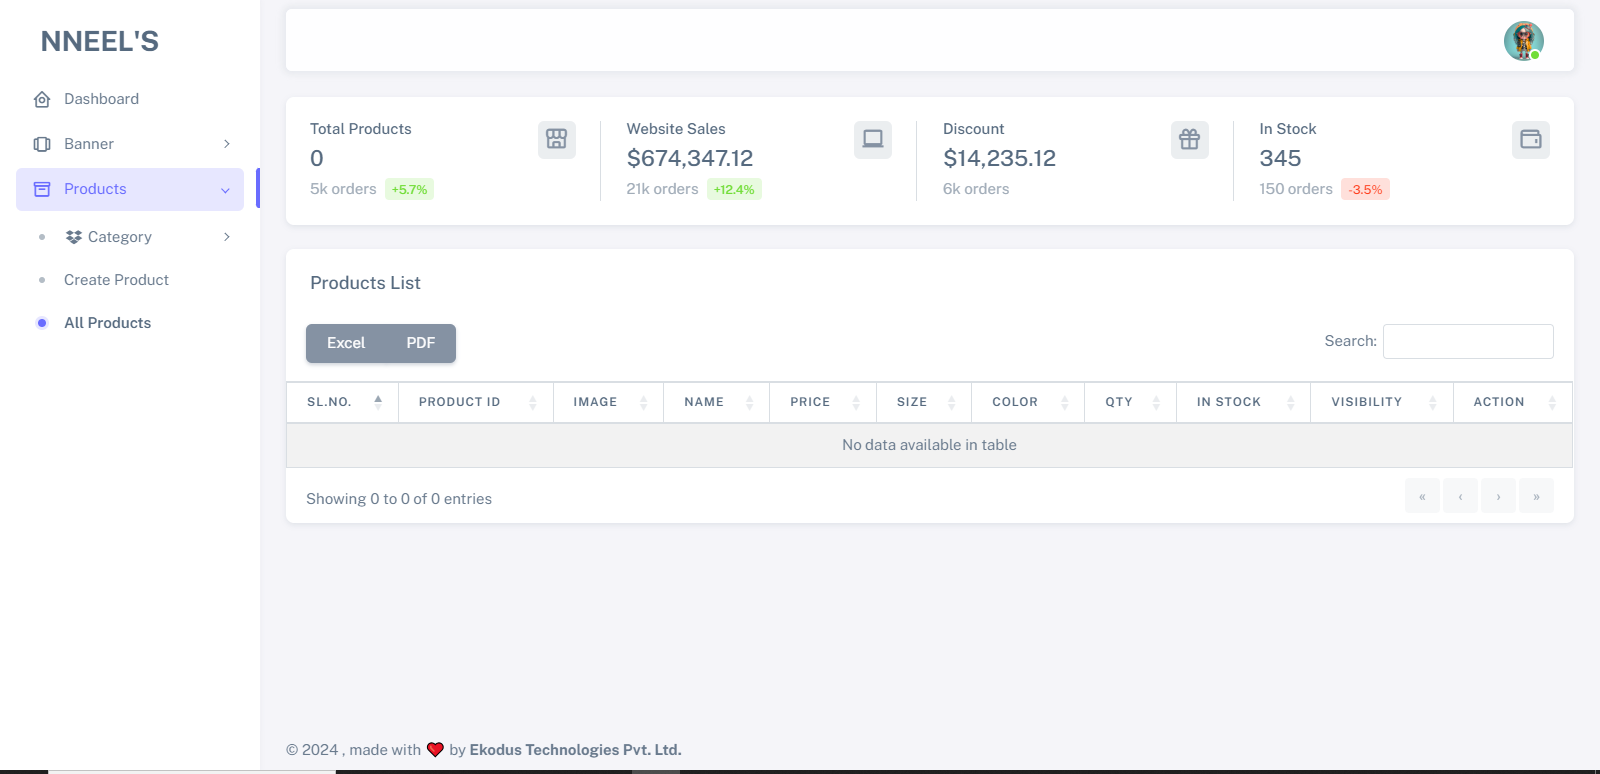 NNEEL'S
Dashboard
Banner
Products
Category
Create Product
All Products
Total Products
0
5k orders +5.7%
Website Sales
$674,347.12
21k orders +12.4%
Discount
$14,235.12
6k orders
In Stock
345
150 orders -3.5%
Products List
Excel PDF
Search:
SL.NO. PRODUCT ID IMAGE NAME PRICE SIZE COLOR QTY IN STOCK VISIBILITY ACTION
No data available in table
Showing 0 to 0 of 0 entries
« ‹ › »
© 2024 , made with ❤️ by Ekodus Technologies Pvt. Ltd.